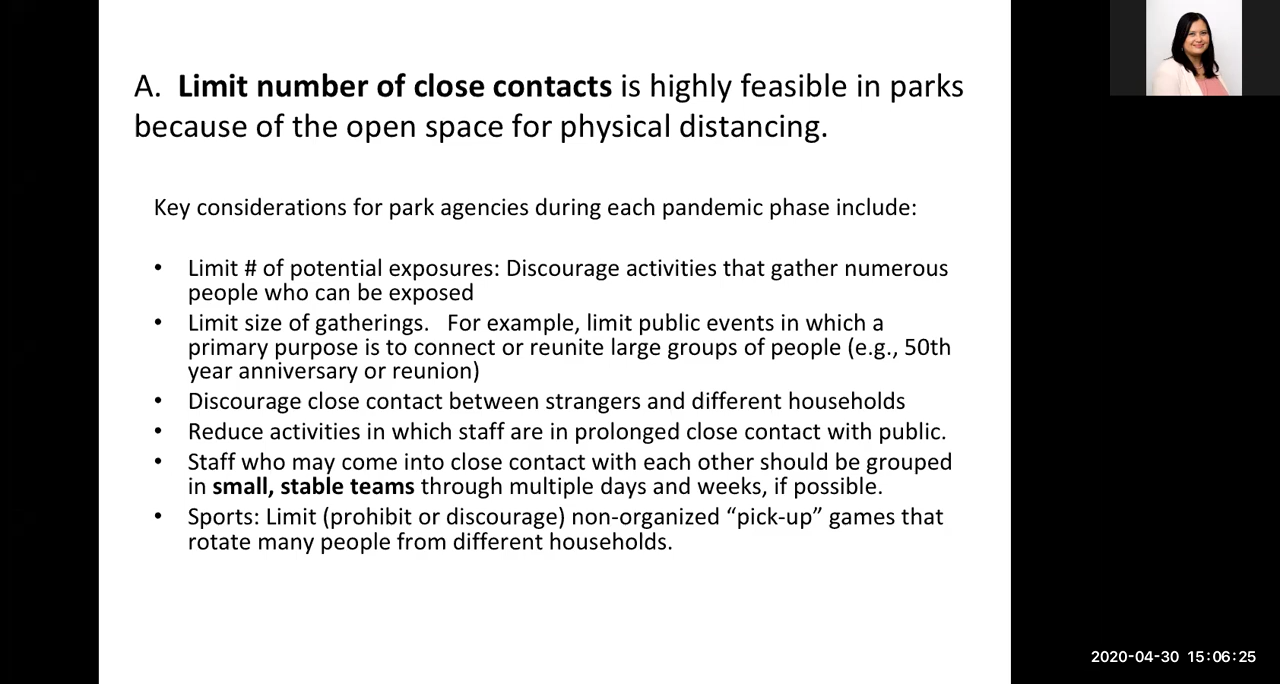 A. Limit number of close contacts is highly feasible in parks
because of the open space for physical distancing.
Key considerations for park agencies during each pandemic phase include:
• Limit # of potential exposures: Discourage activities that gather numerous
people who can be exposed
• Limit size of gatherings. For example, limit public events in which a
primary purpose is to connect or reunite large groups of people (e.g., 50th
year anniversary or reunion)
• Discourage close contact between strangers and different households
• Reduce activities in which staff are in prolonged close contact with public.
• Staff who may come into close contact with each other should be grouped
in small, stable teams through multiple days and weeks, if possible.
• Sports: Limit (prohibit or discourage) non-organized “pick-up” games that
rotate many people from different households.
2020-04-30 15:06:25